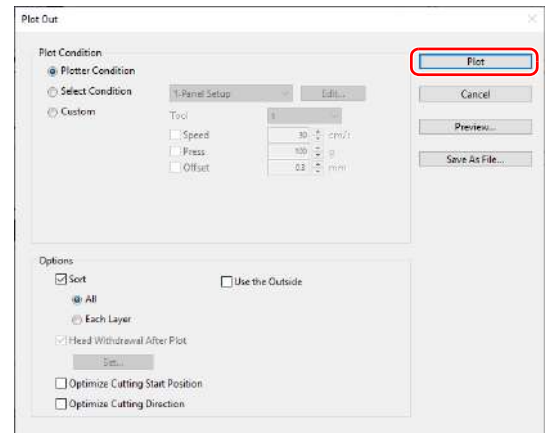 Plot Out
Plot Condition
Plotter Condition
Select Condition
1-Panel Setup
Edit...
Custom
Tool
1
Speed
30
cm/s
Press
100
g
Offset
0.3
mm
Plot
Cancel
Preview...
Save As File...
Options
Sort
Use the Outside
All
Each Layer
Head Withdrawal After Plot
Set...
Optimize Cutting Start Position
Optimize Cutting Direction